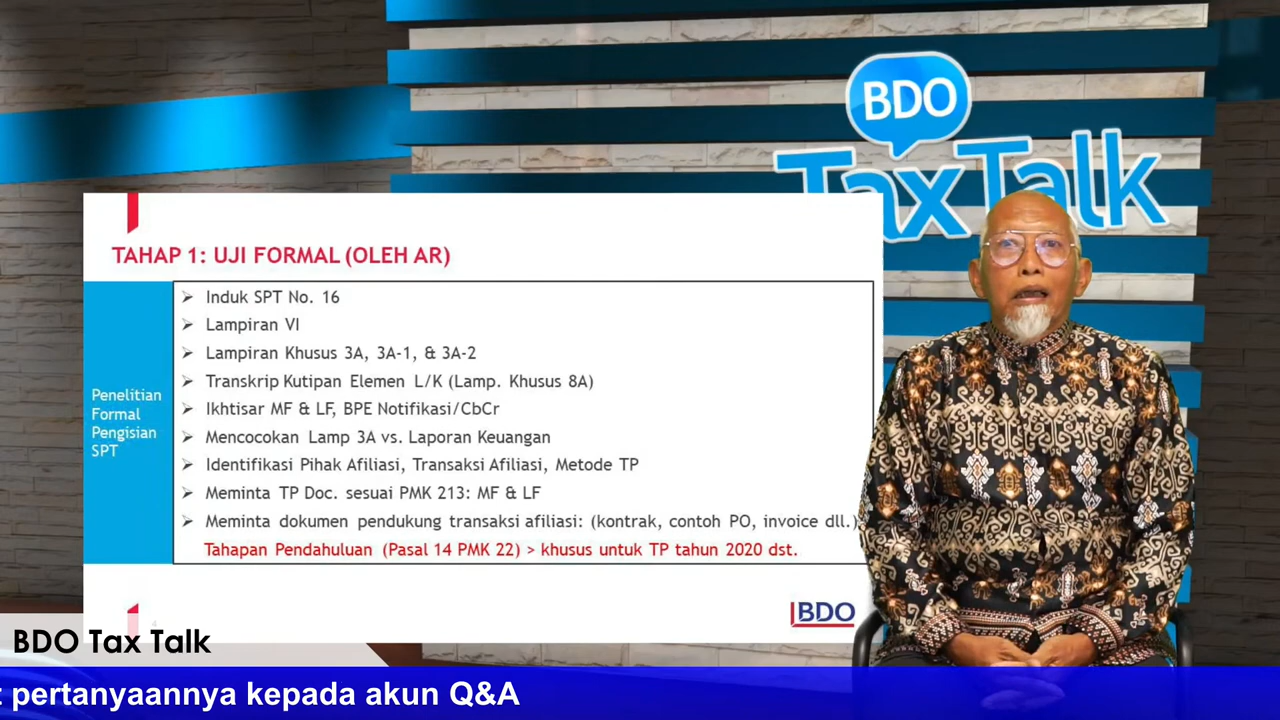 BDO
TaxTalk
TAHAP 1: UJI FORMAL (OLEH AR)
Penelitian
Formal
Pengisian
SPT
➢ Induk SPT No. 16
➢ Lampiran VI
➢ Lampiran Khusus 3A, 3A-1, & 3A-2
➢ Transkrip Kutipan Elemen L/K (Lamp. Khusus 8A)
➢ Ikhtisar MF & LF, BPE Notifikasi/CbCr
➢ Mencocokan Lamp 3A vs. Laporan Keuangan
➢ Identifikasi Pihak Afiliasi, Transaksi Afiliasi, Metode TP
➢ Meminta TP Doc. sesuai PMK 213: MF & LF
➢ Meminta dokumen pendukung transaksi afiliasi: (kontrak, contoh PO, invoice dll.)
Tahapan Pendahuluan (Pasal 14 PMK 22) > khusus untuk TP tahun 2020 dst.
4
BDO
BDO Tax Talk
pertanyaannya kepada akun Q&A